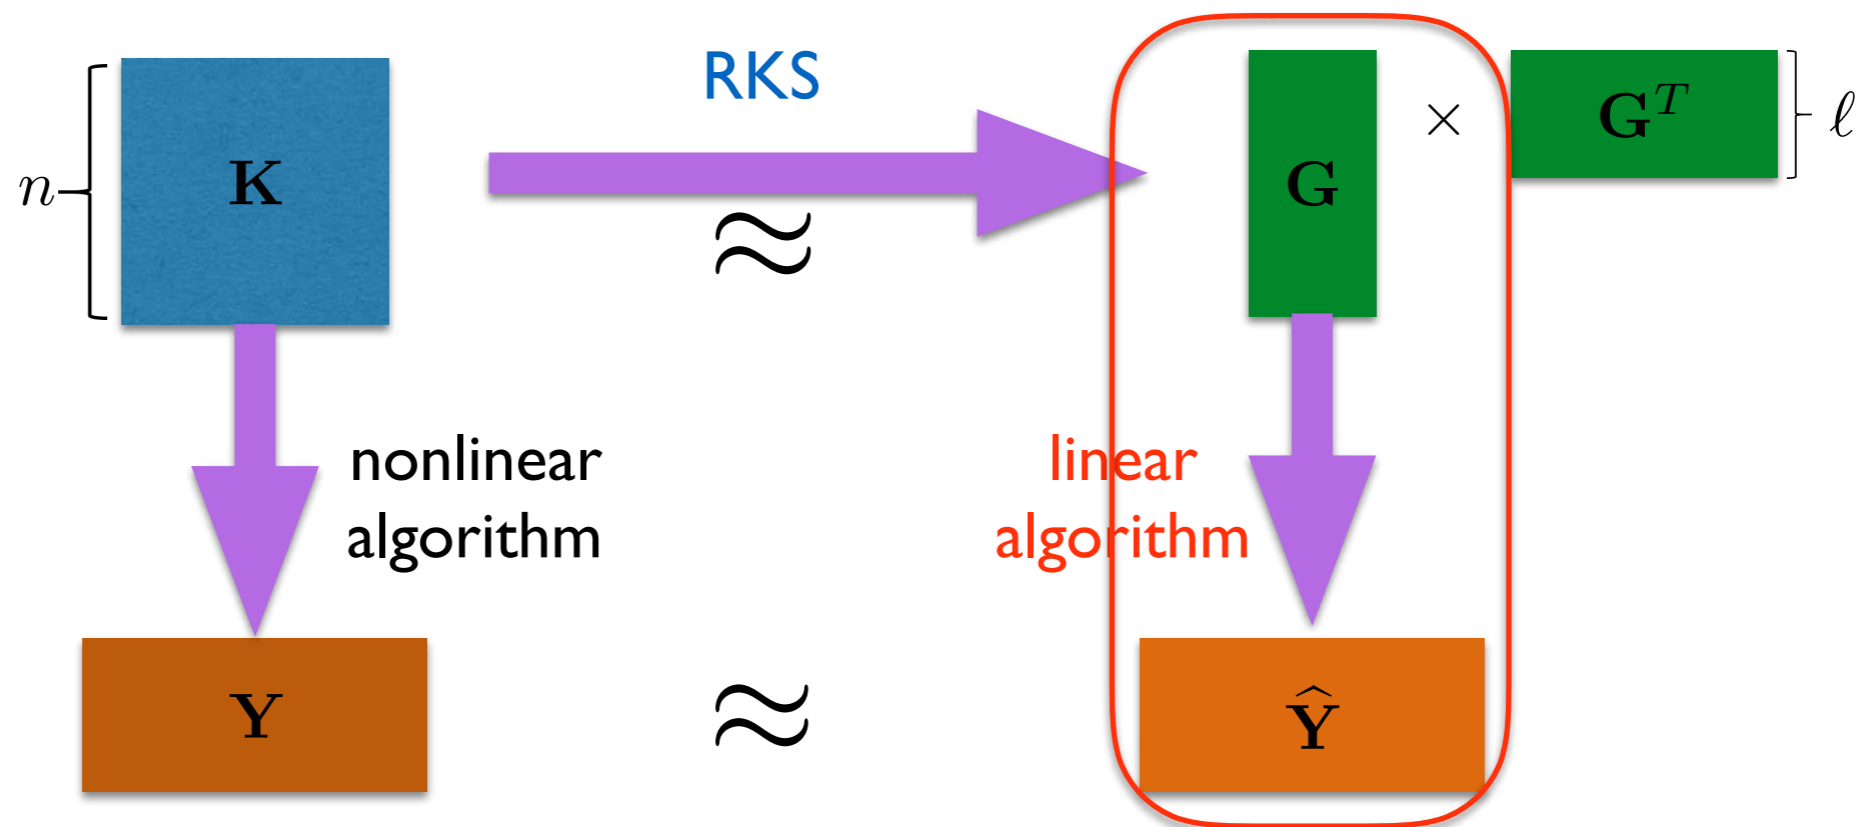 RKS
n
K
≈
G
×
G^T
ℓ
nonlinear
algorithm
linear
algorithm
Y
≈
Ŷ